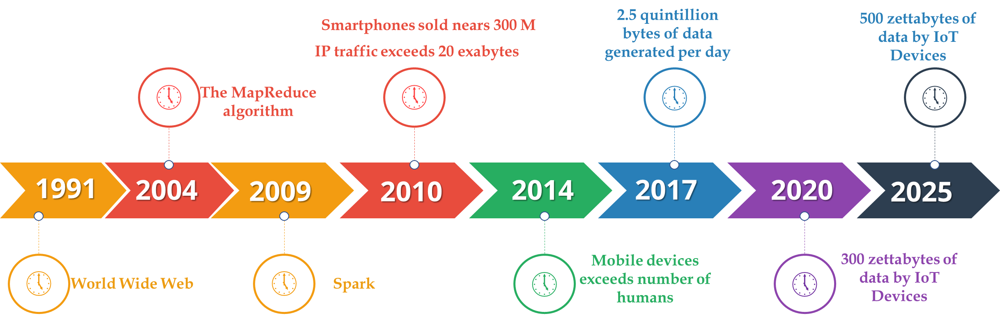 Smartphones sold nears 300 M
IP traffic exceeds 20 exabytes
2.5 quintillion
bytes of data
generated per day
500 zettabytes of
data by IoT
Devices
The MapReduce
algorithm
1991
2004
2009
2010
2014
2017
2020
2025
World Wide Web
Spark
Mobile devices
exceeds number of
humans
300 zettabytes of
data by IoT
Devices